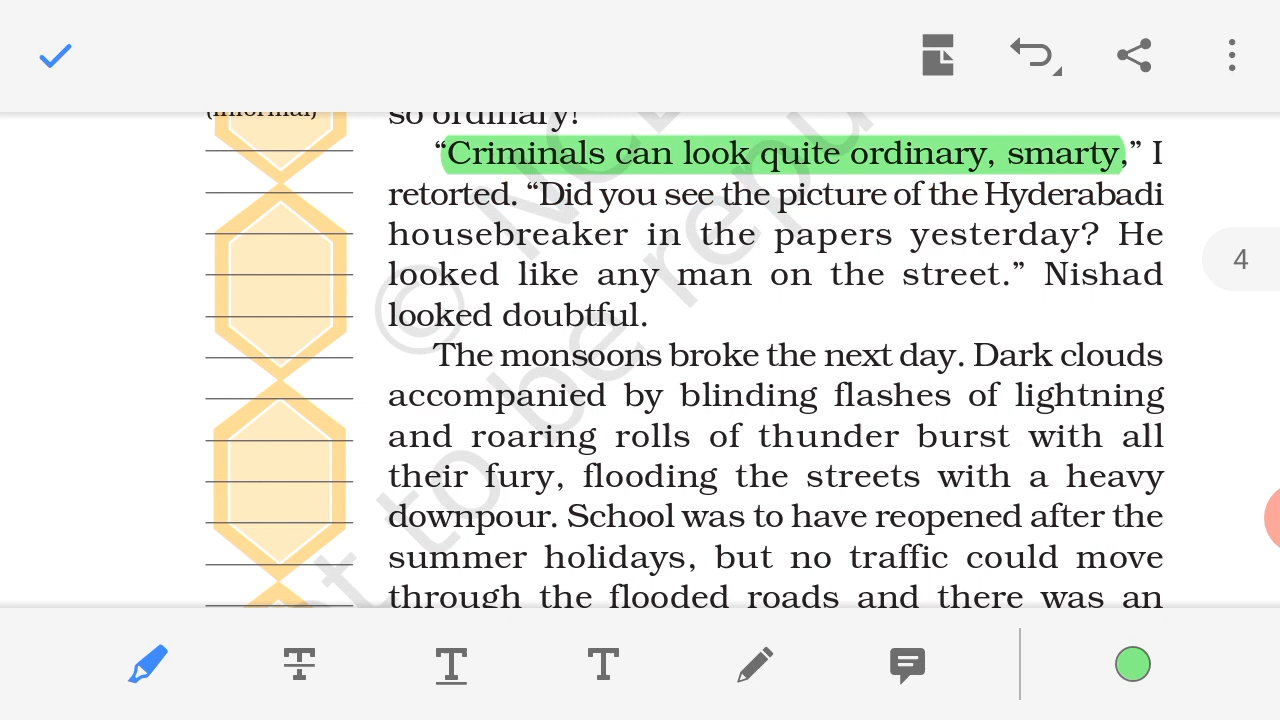 (informal)
so ordinary!
“Criminals can look quite ordinary, smarty,” I
retorted. “Did you see the picture of the Hyderabadi
housebreaker in the papers yesterday? He
looked like any man on the street.” Nishad
looked doubtful.
The monsoons broke the next day. Dark clouds
accompanied by blinding flashes of lightning
and roaring rolls of thunder burst with all
their fury, flooding the streets with a heavy
downpour. School was to have reopened after the
summer holidays, but no traffic could move
through the flooded roads and there was an
4